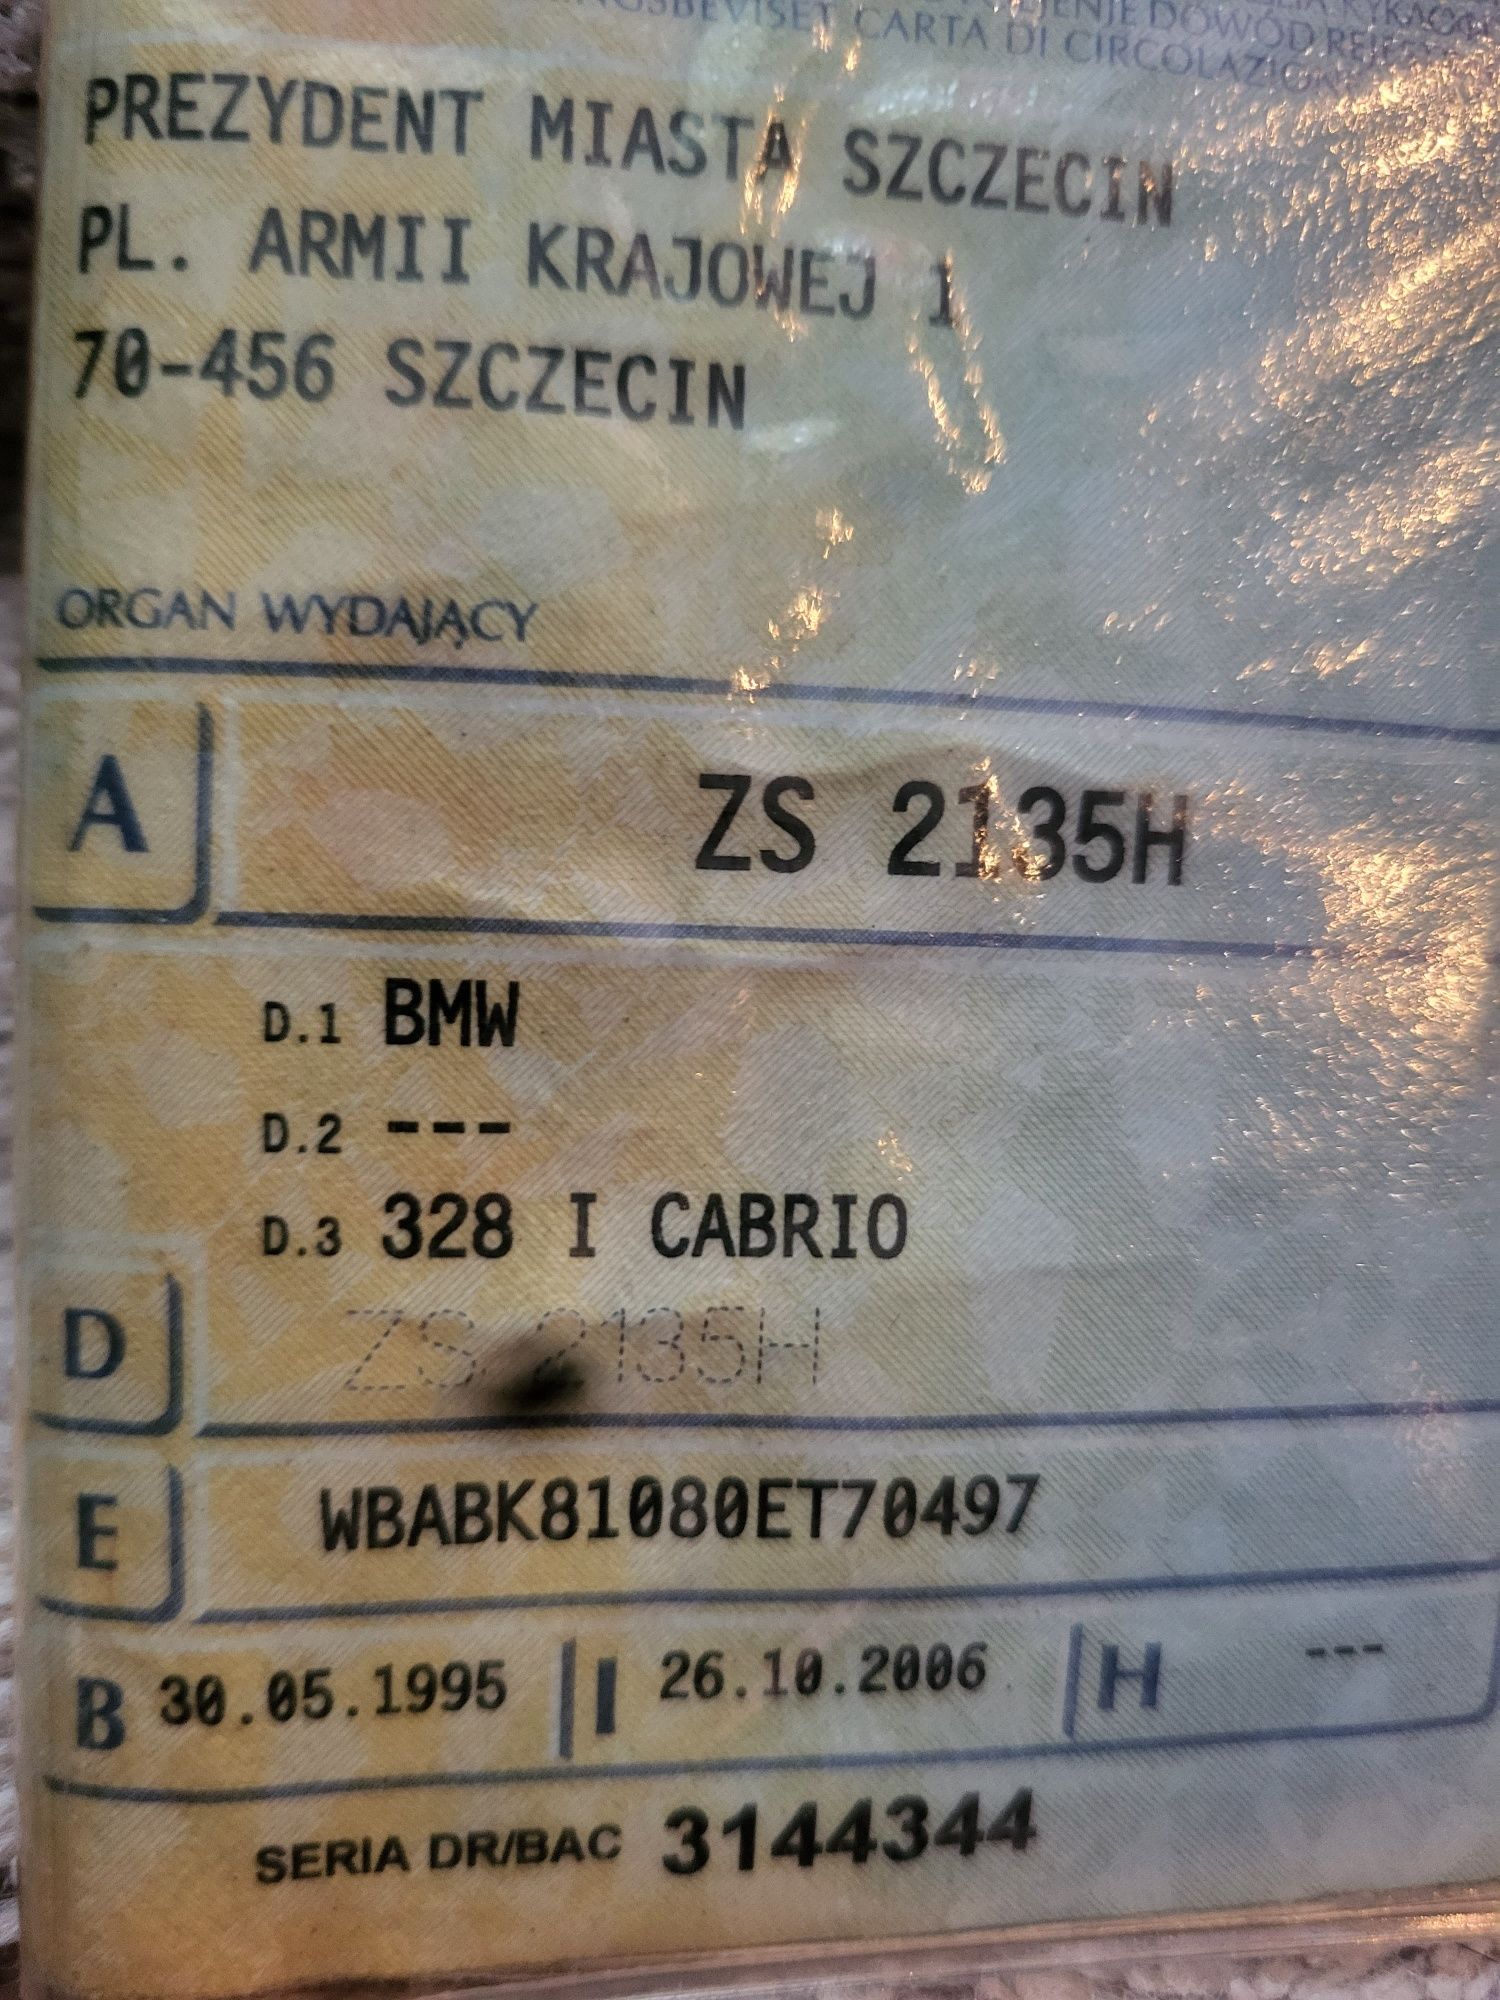 CARTA DI CIRCOLAZIONE
PREZYDENT MIASTA SZCZECIN
PL. ARMII KRAJOWEJ 1
70-456 SZCZECIN
ORGAN WYDAJĄCY
A ZS 2135H
D.1 BMW
D.2 ---
D.3 328 I CABRIO
D ZS 2135H
E WBABK81080ET70497
B 30.05.1995 I 26.10.2006 H ---
SERIA DR/BAC 3144344